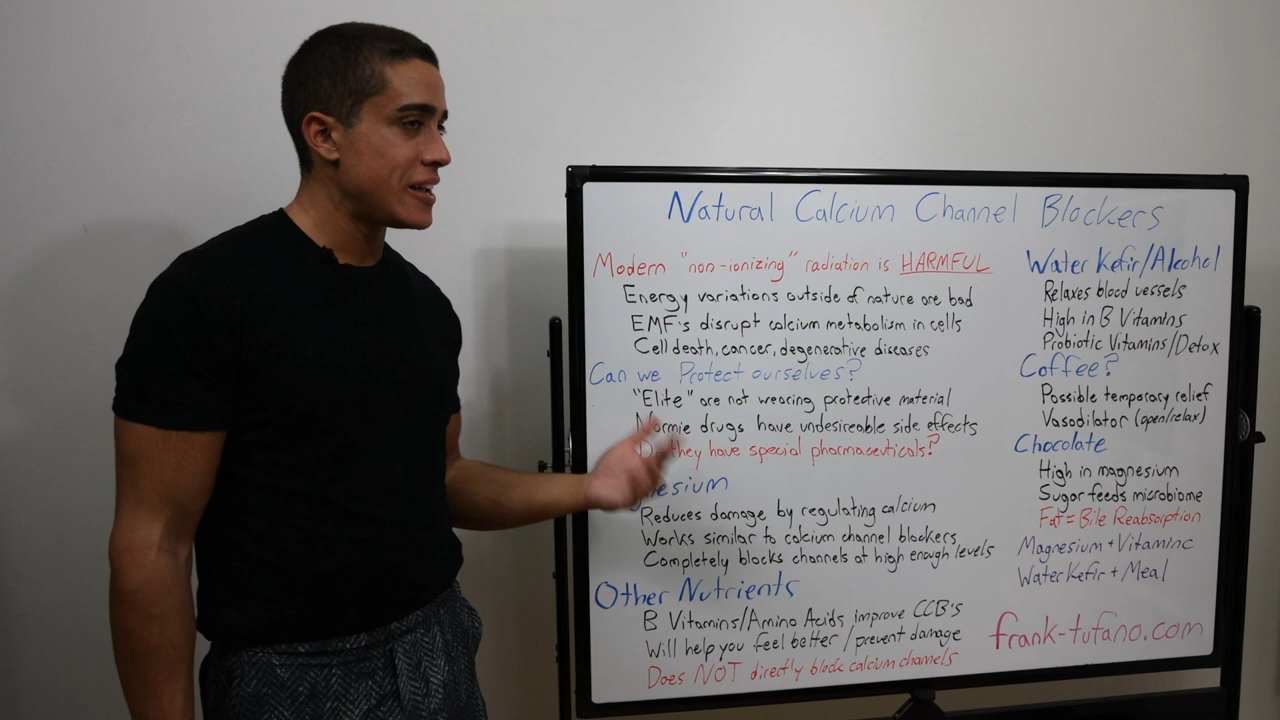 Natural Calcium Channel Blockers
Modern "non-ionizing" radiation is HARMFUL
Energy variations outside of nature are bad
EMF's disrupt calcium metabolism in cells
Cell death, cancer, degenerative diseases
Can we Protect ourselves?
"Elite" are not wearing protective material
Normie drugs have undesireable side effects
Do they have special pharmaceuticals?
esium
Reduces damage by regulating calcium
Works similar to calcium channel blockers
Completely blocks channels at high enough levels
Other Nutrients
B Vitamins/Amino Acids improve CCB's
Will help you feel better / prevent damage
Does NOT directly block calcium channels
Water Kefir/Alcohol
Relaxes blood vessels
High in B Vitamins
Probiotic Vitamins/Detox
Coffee?
Possible temporary relief
Vasodilator (open/relax)
Chocolate
High in magnesium
Sugar feeds microbiome
Fat = Bile Reabsorption
Magnesium + Vitaminc
Water Kefir + Meal
frank-tufano.com